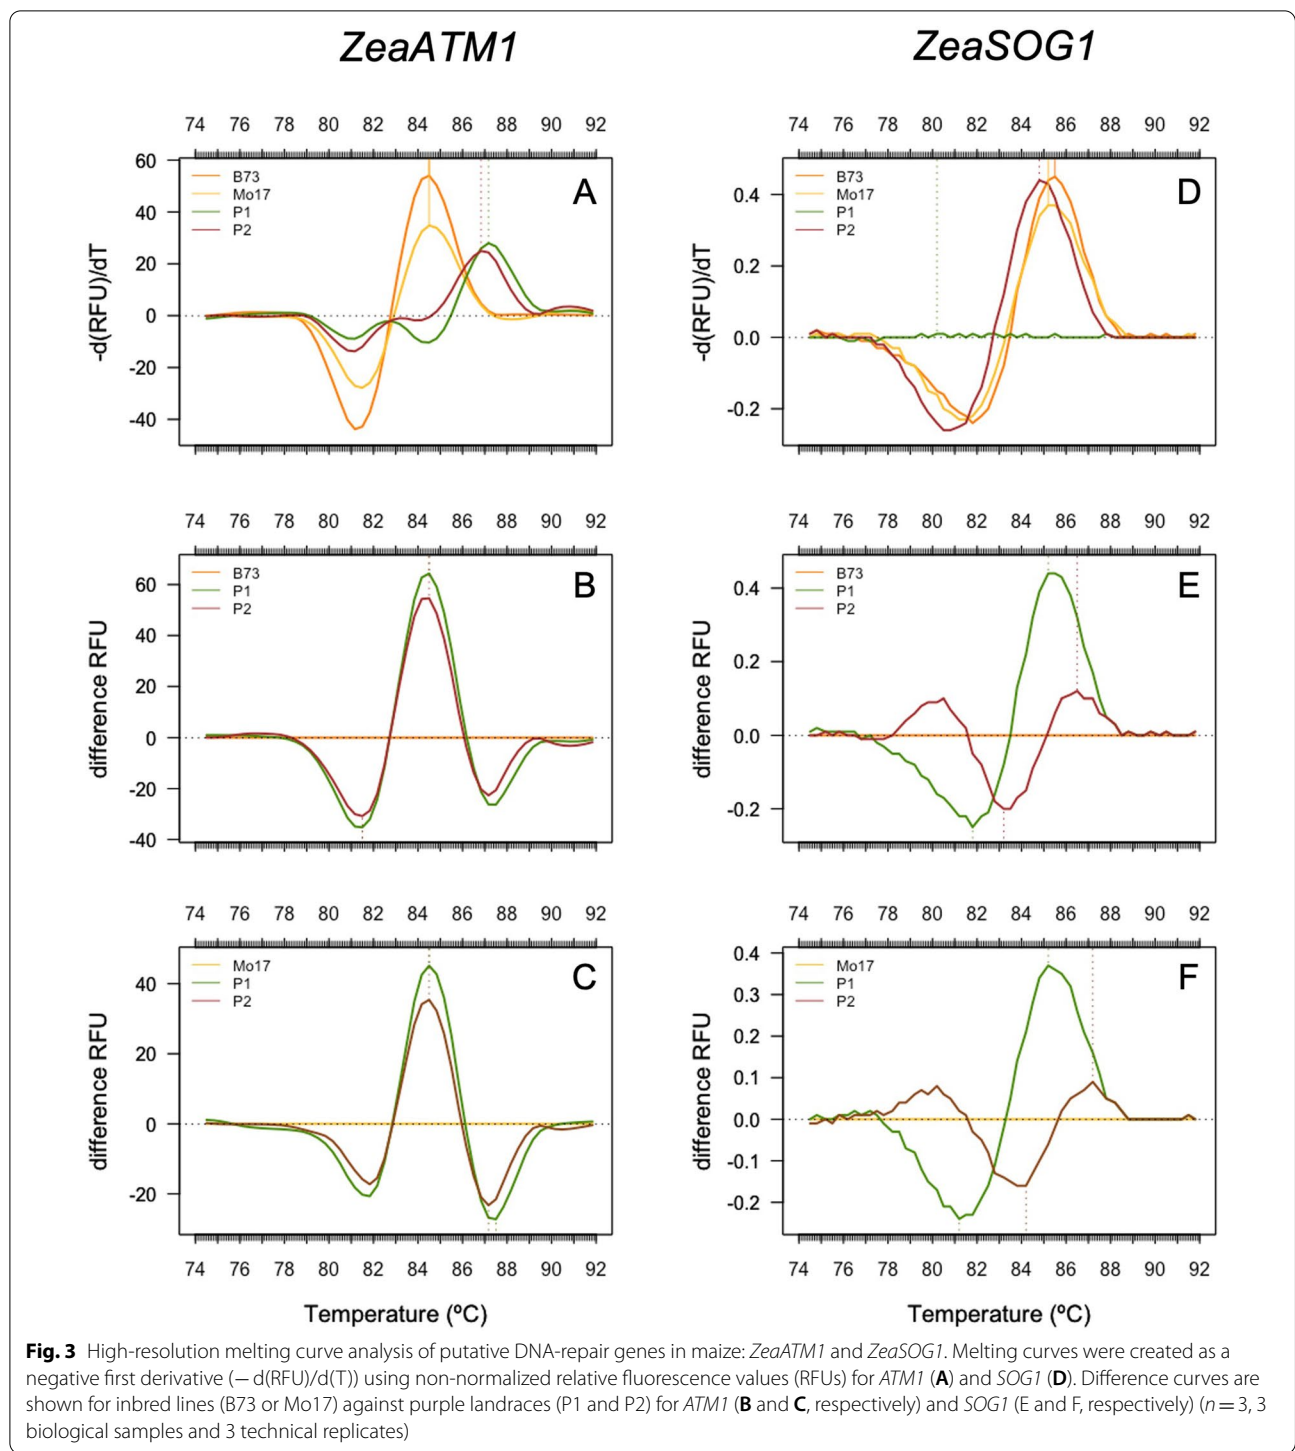 ZeaATM1
ZeaSOG1
74 76 78 80 82 84 86 88 90 92
60
40
20
0
-20
-40
-d(RFU)/dT
B73
Mo17
P1
P2
A
74 76 78 80 82 84 86 88 90 92
0.4
0.2
0.0
-0.2
-d(RFU)/dT
B73
Mo17
P1
P2
D
74 76 78 80 82 84 86 88 90 92
60
40
20
0
-20
-40
difference RFU
B73
P1
P2
B
74 76 78 80 82 84 86 88 90 92
0.4
0.2
0.0
-0.2
difference RFU
B73
P1
P2
E
74 76 78 80 82 84 86 88 90 92
40
20
0
-20
difference RFU
Mo17
P1
P2
C
74 76 78 80 82 84 86 88 90 92
Temperature (ºC)
74 76 78 80 82 84 86 88 90 92
0.4
0.3
0.2
0.1
0.0
-0.1
-0.2
difference RFU
Mo17
P1
P2
F
74 76 78 80 82 84 86 88 90 92
Temperature (ºC)
Fig. 3 High-resolution melting curve analysis of putative DNA-repair genes in maize: ZeaATM1 and ZeaSOG1. Melting curves were created as a
negative first derivative (− d(RFU)/d(T)) using non-normalized relative fluorescence values (RFUs) for ATM1 (A) and SOG1 (D). Difference curves are
shown for inbred lines (B73 or Mo17) against purple landraces (P1 and P2) for ATM1 (B and C, respectively) and SOG1 (E and F, respectively) (n = 3, 3
biological samples and 3 technical replicates)